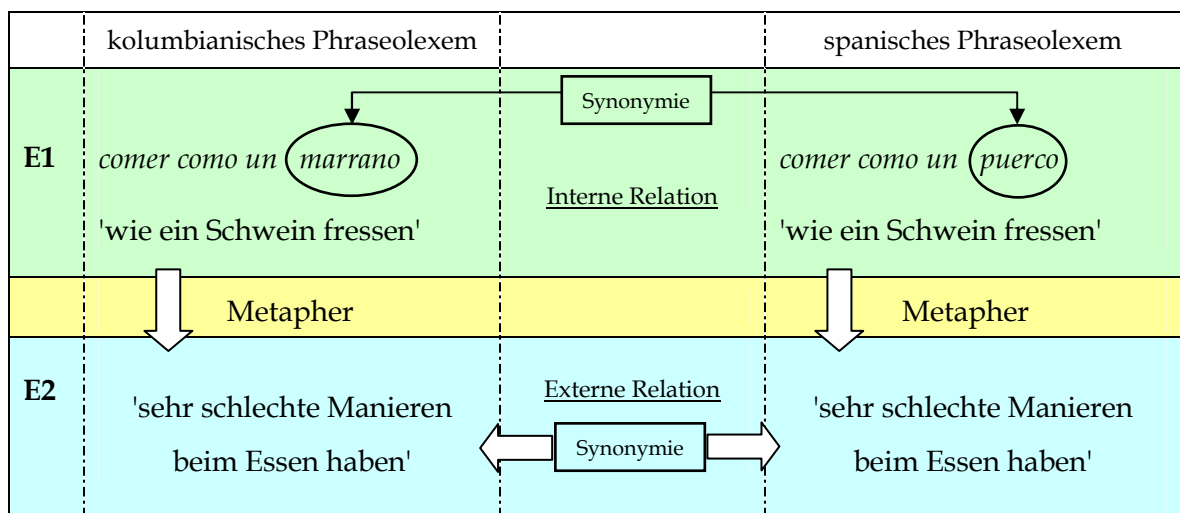 kolumbianisches Phraseolexem
spanisches Phraseolexem
Synonymie
E1
comer como un marrano
comer como un puerco
Interne Relation
'wie ein Schwein fressen'
'wie ein Schwein fressen'
Metapher
Metapher
E2
Externe Relation
'sehr schlechte Manieren
beim Essen haben'
Synonymie
'sehr schlechte Manieren
beim Essen haben'